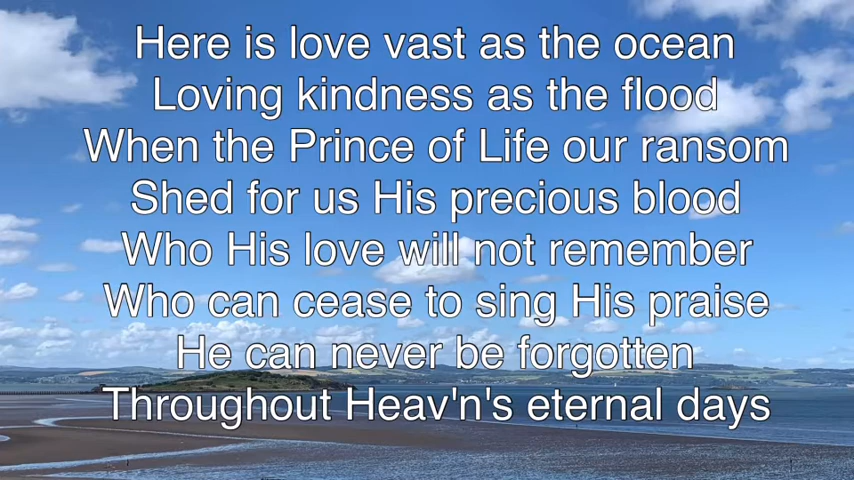 Here is love vast as the ocean
Loving kindness as the flood
When the Prince of Life our ransom
Shed for us His precious blood
Who His love will not remember
Who can cease to sing His praise
He can never be forgotten
Throughout Heav'n's eternal days